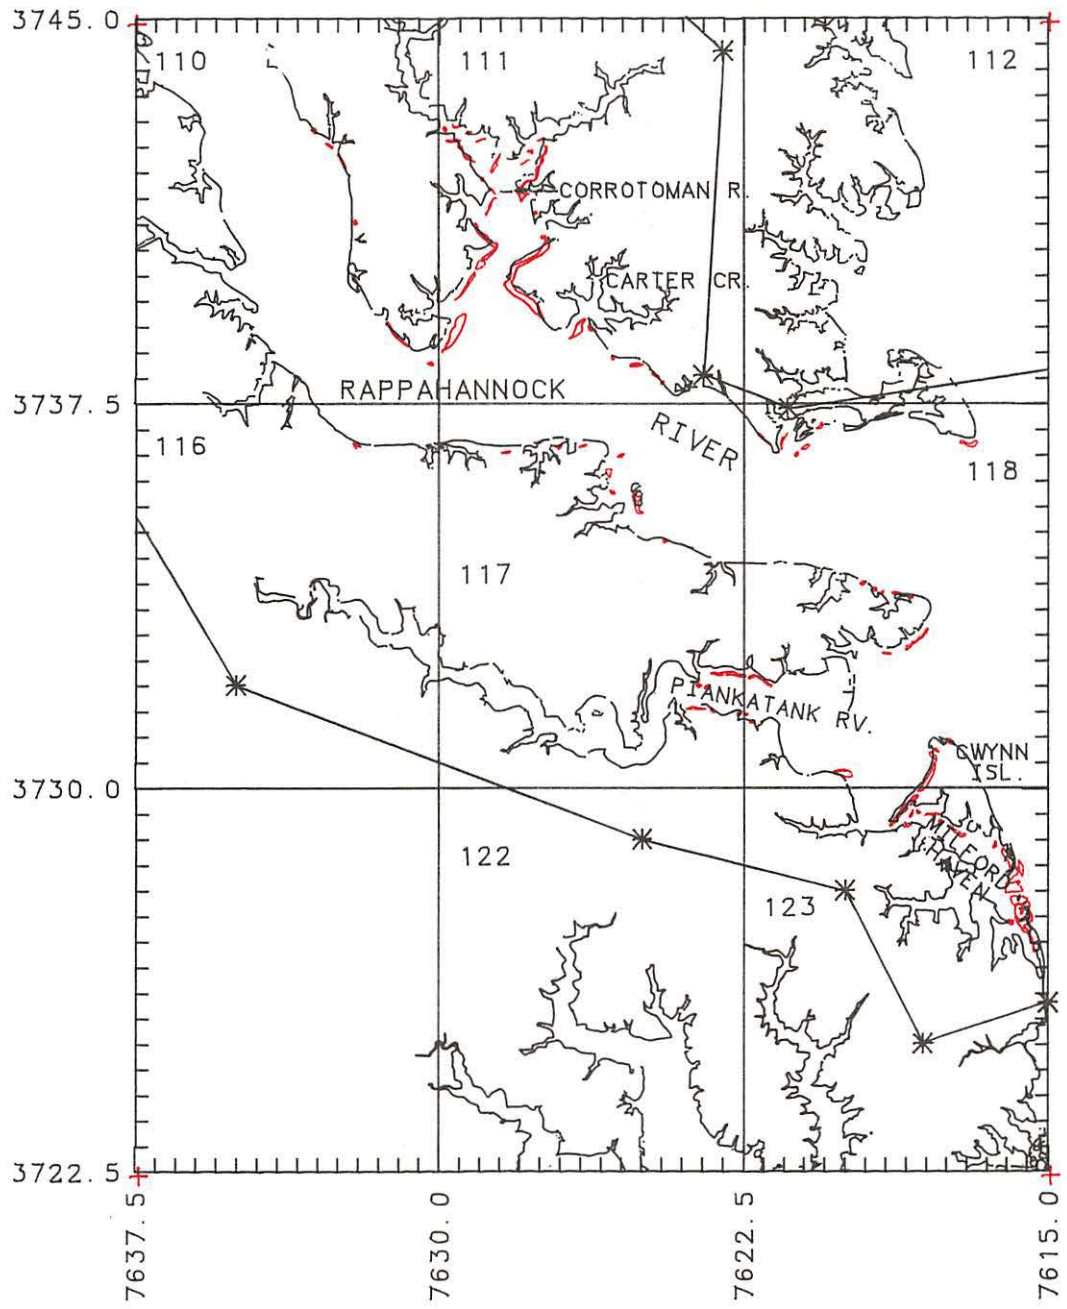 3745.0
110
111
112
CORROTOMAN R.
CARTER CR.
RAPPAHANNOCK
3737.5
RIVER
116
118
117
PIANKATANK RV.
GWYNN
ISL.
3730.0
MILFORD
HAVEN
122
123
3722.5
7637.5
7630.0
7622.5
7615.0